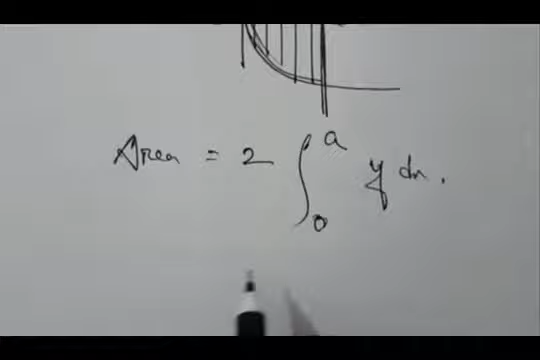 Area = 2 ∫₀ᵃ y dx.